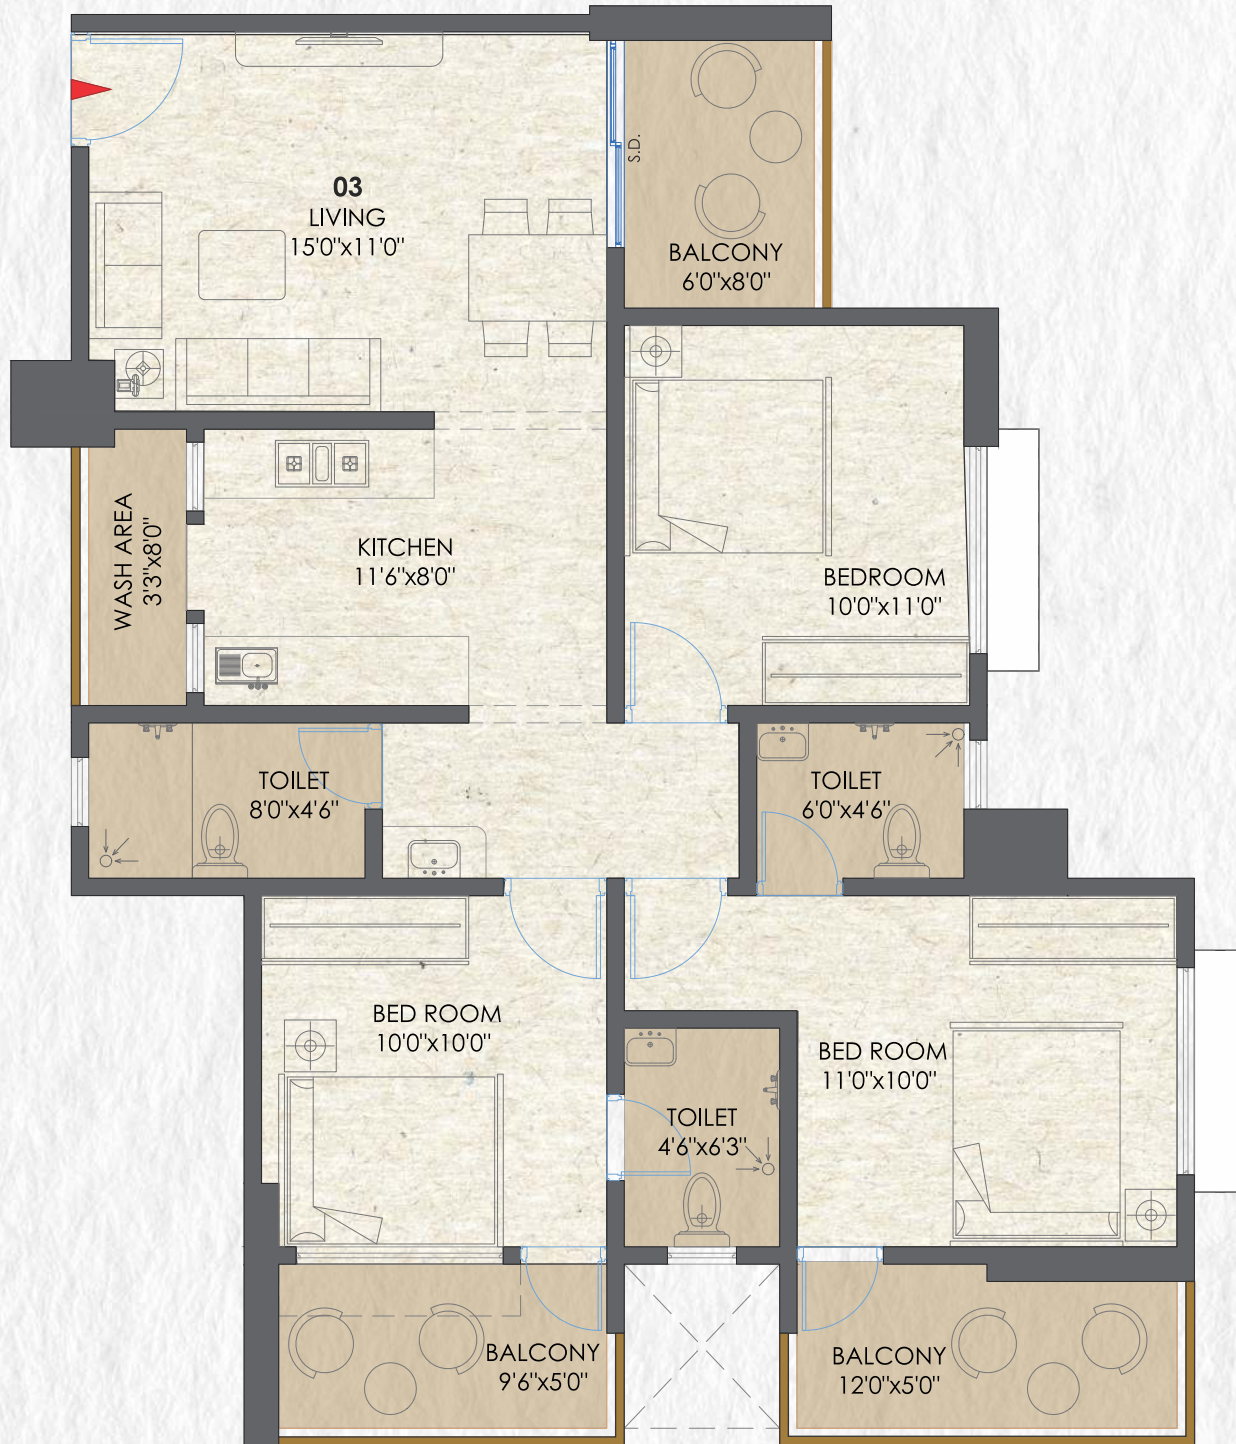 03
LIVING
15'0"x11'0"
S.D.
BALCONY
6'0"x8'0"
WASH AREA
3'3"x8'0"
KITCHEN
11'6"x8'0"
BEDROOM
10'0"x11'0"
TOILET
8'0"x4'6"
TOILET
6'0"x4'6"
BED ROOM
10'0"x10'0"
BED ROOM
11'0"x10'0"
TOILET
4'6"x6'3"
BALCONY
9'6"x5'0"
BALCONY
12'0"x5'0"